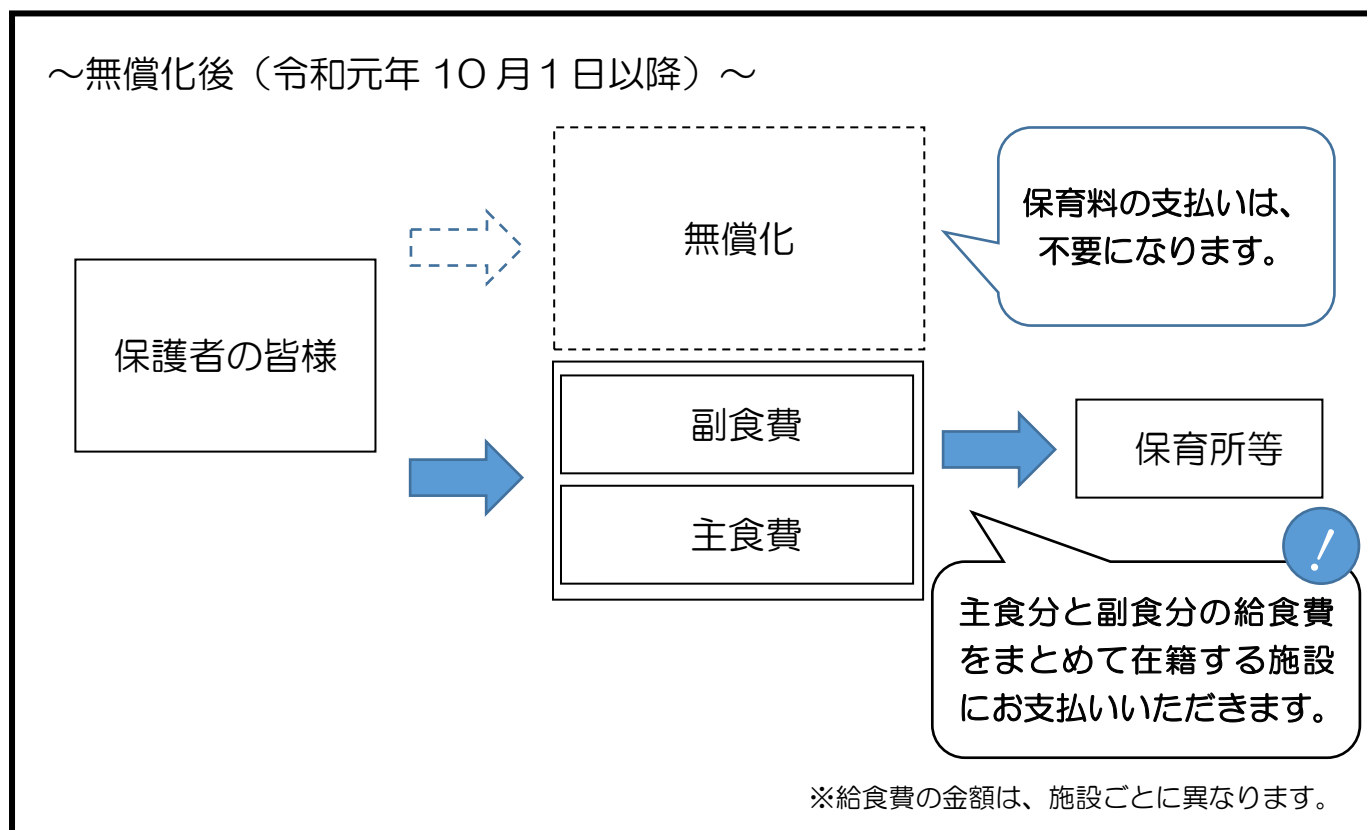 ～無償化後（令和元年 10 月１日以降）～
無償化
保育料の支払いは、
不要になります。
保護者の皆様
副食費
保育所等
主食費
!
主食分と副食分の給食費
をまとめて在籍する施設
にお支払いいただきます。
※給食費の金額は、施設ごとに異なります。